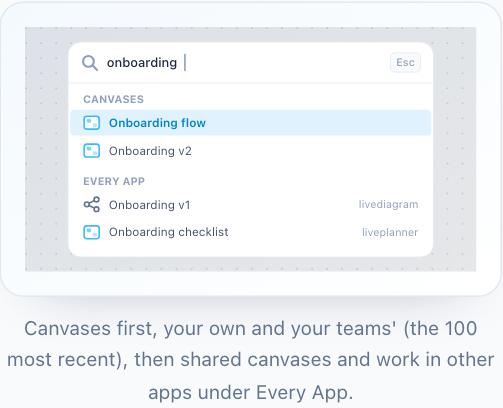 onboarding
Esc
CANVASES
Onboarding flow
Onboarding v2
EVERY APP
Onboarding v1 livediagram
Onboarding checklist liveplanner
Canvases first, your own and your teams' (the 100
most recent), then shared canvases and work in other
apps under Every App.